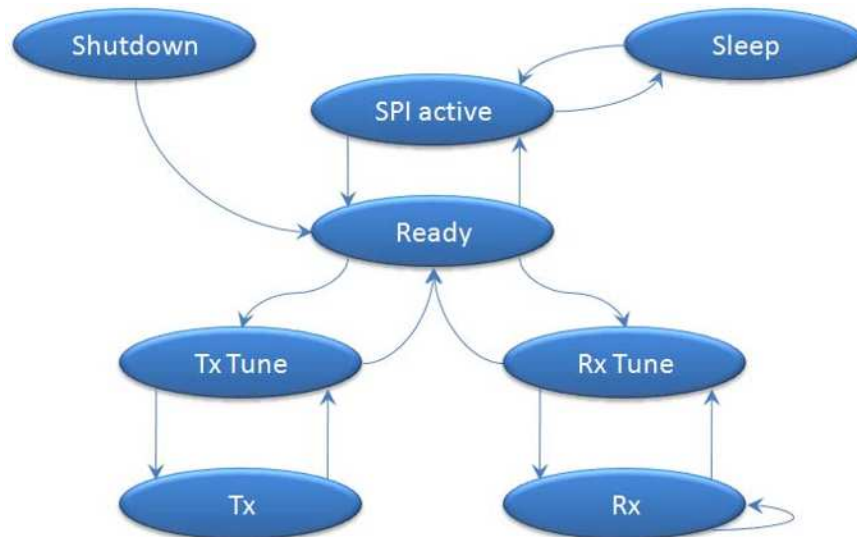 Shutdown
Sleep
SPI active
Ready
Tx Tune
Rx Tune
Tx
Rx